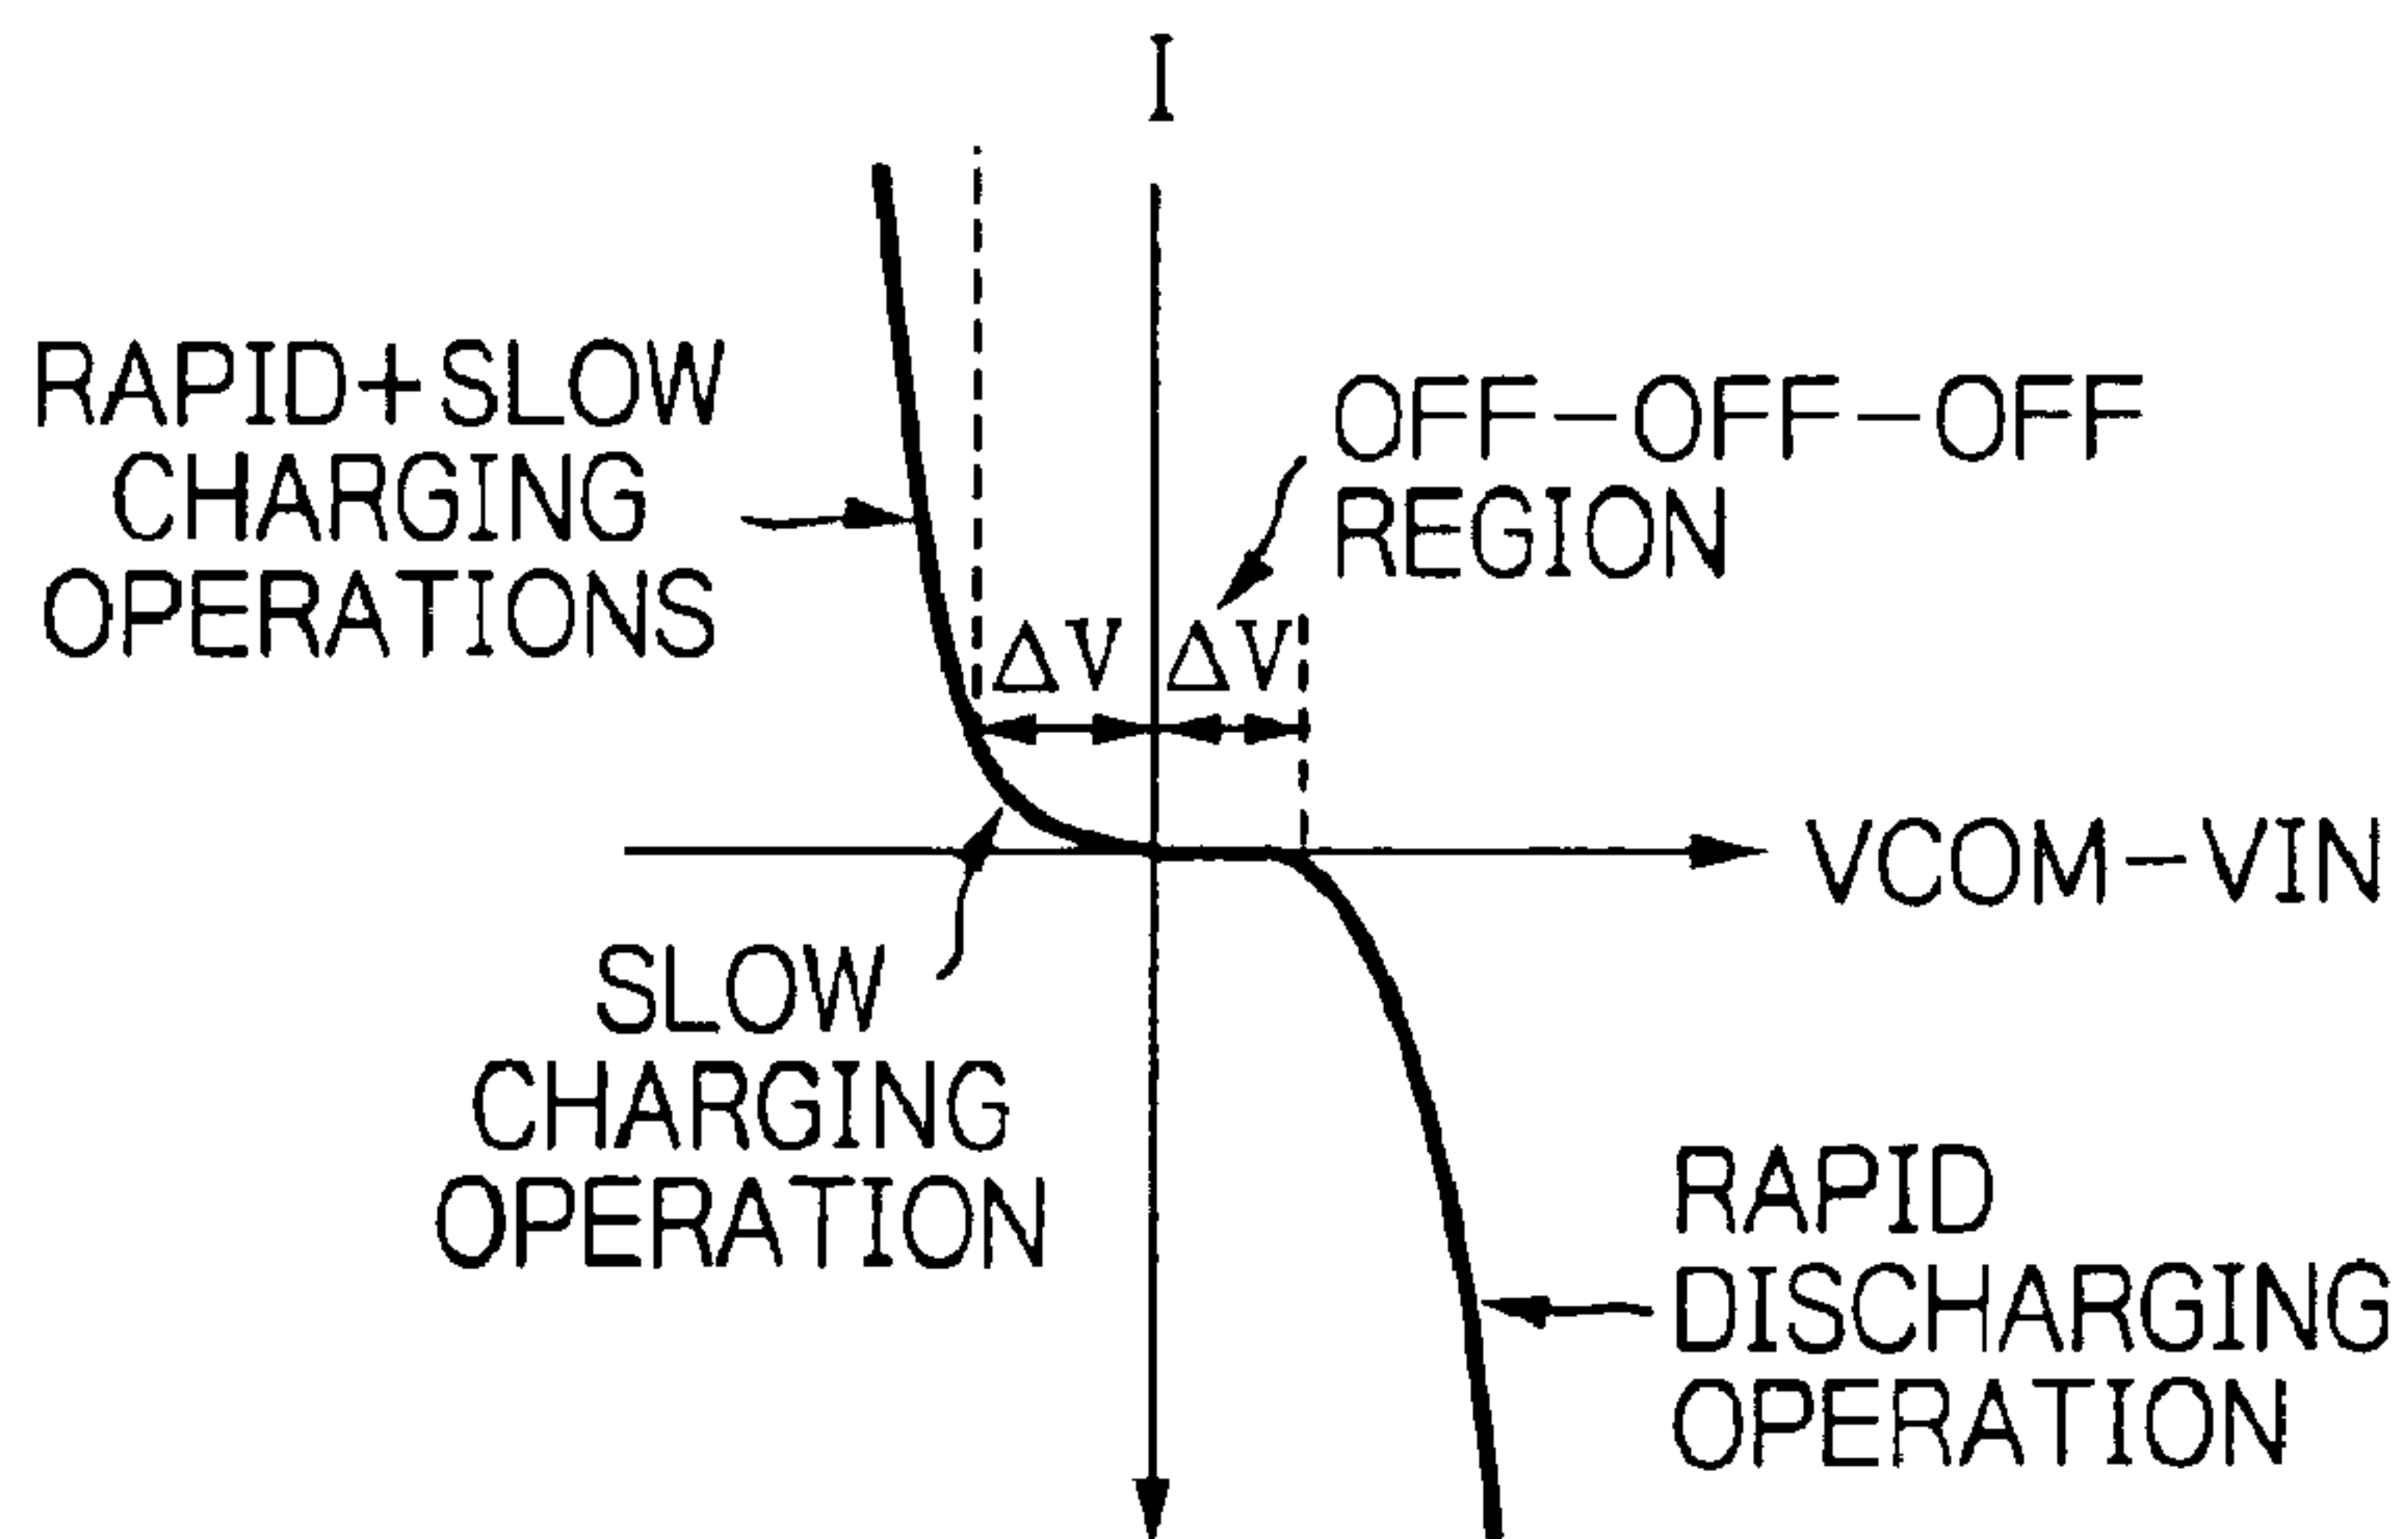 I
RAPID+SLOW
CHARGING
OPERATIONS
OFF-OFF-OFF
REGION
ΔV ΔV
VCOM-VIN
SLOW
CHARGING
OPERATION
RAPID
DISCHARGING
OPERATION